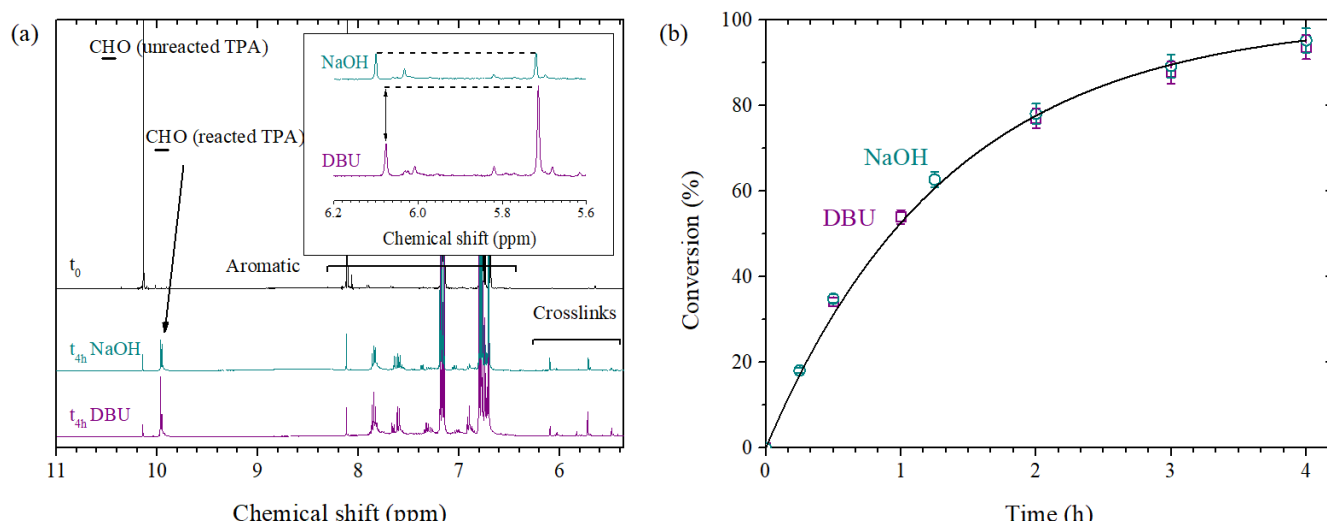 (a)
CHO (unreacted TPA)
CHO (reacted TPA)
NaOH
DBU
6.2 6.0 5.8 5.6
Chemical shift (ppm)
t0
Aromatic
Crosslinks
t4h NaOH
t4h DBU
11 10 9 8 7 6
Chemical shift (ppm)
(b)
100
80
60
40
20
0
Conversion (%)
NaOH
DBU
0 1 2 3 4
Time (h)